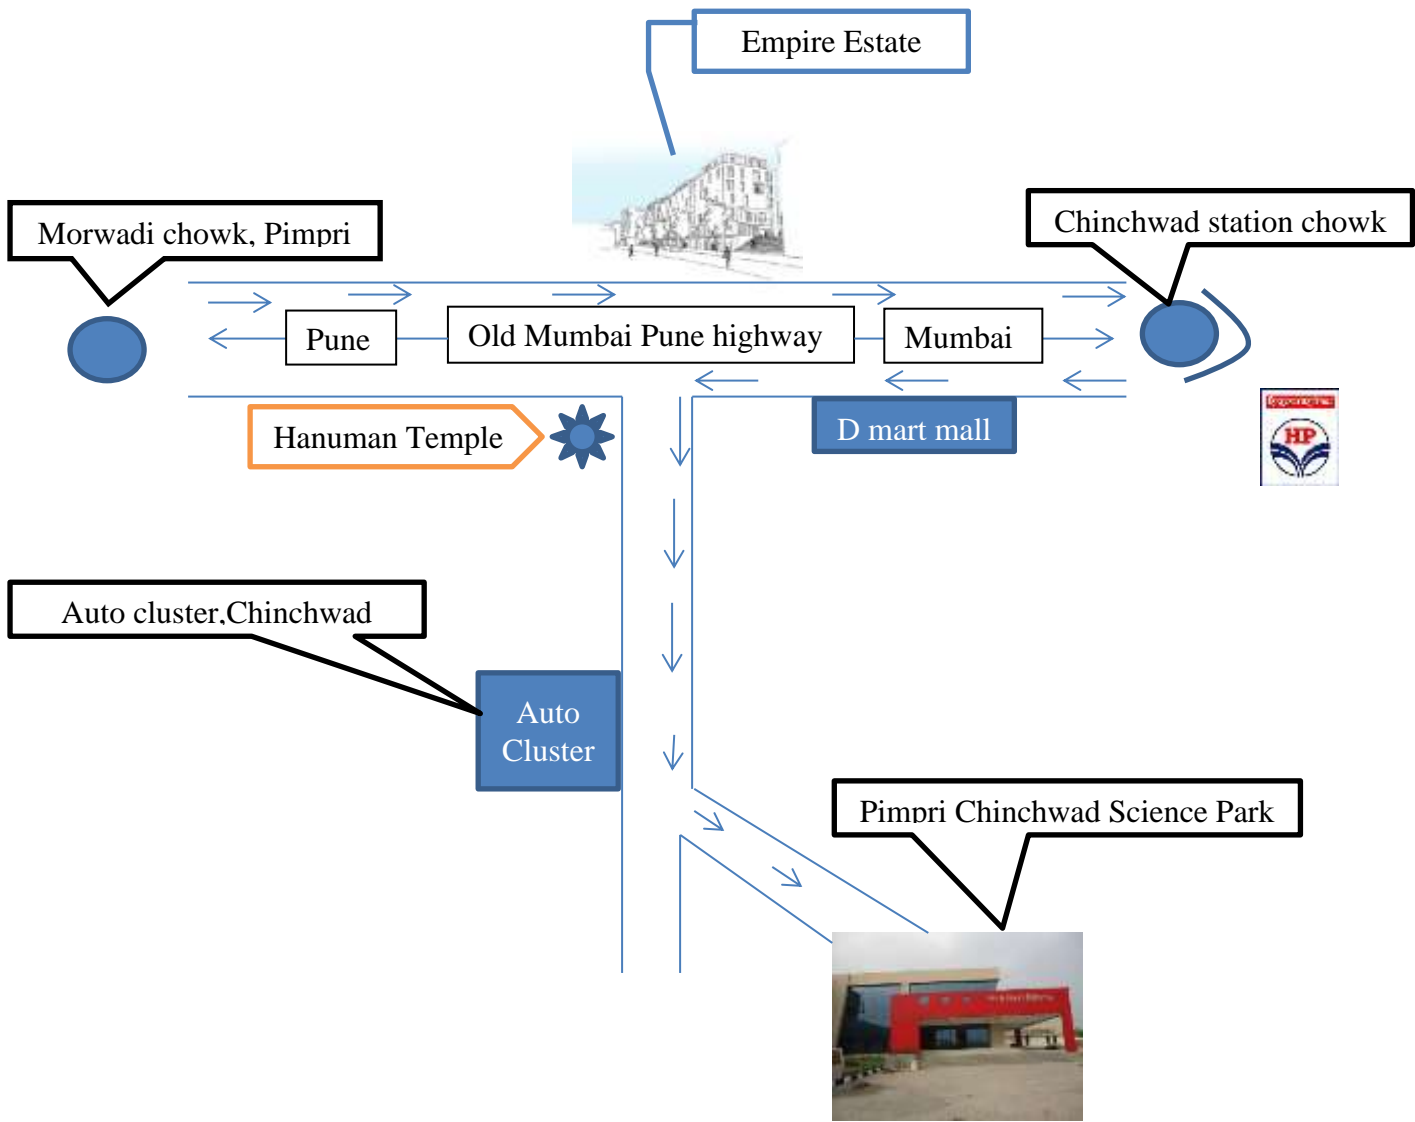 Empire Estate
Morwadi chowk, Pimpri
Chinchwad station chowk
Pune
Old Mumbai Pune highway
Mumbai
Hanuman Temple
D mart mall
HP
Auto cluster,Chinchwad
Auto
Cluster
Pimpri Chinchwad Science Park